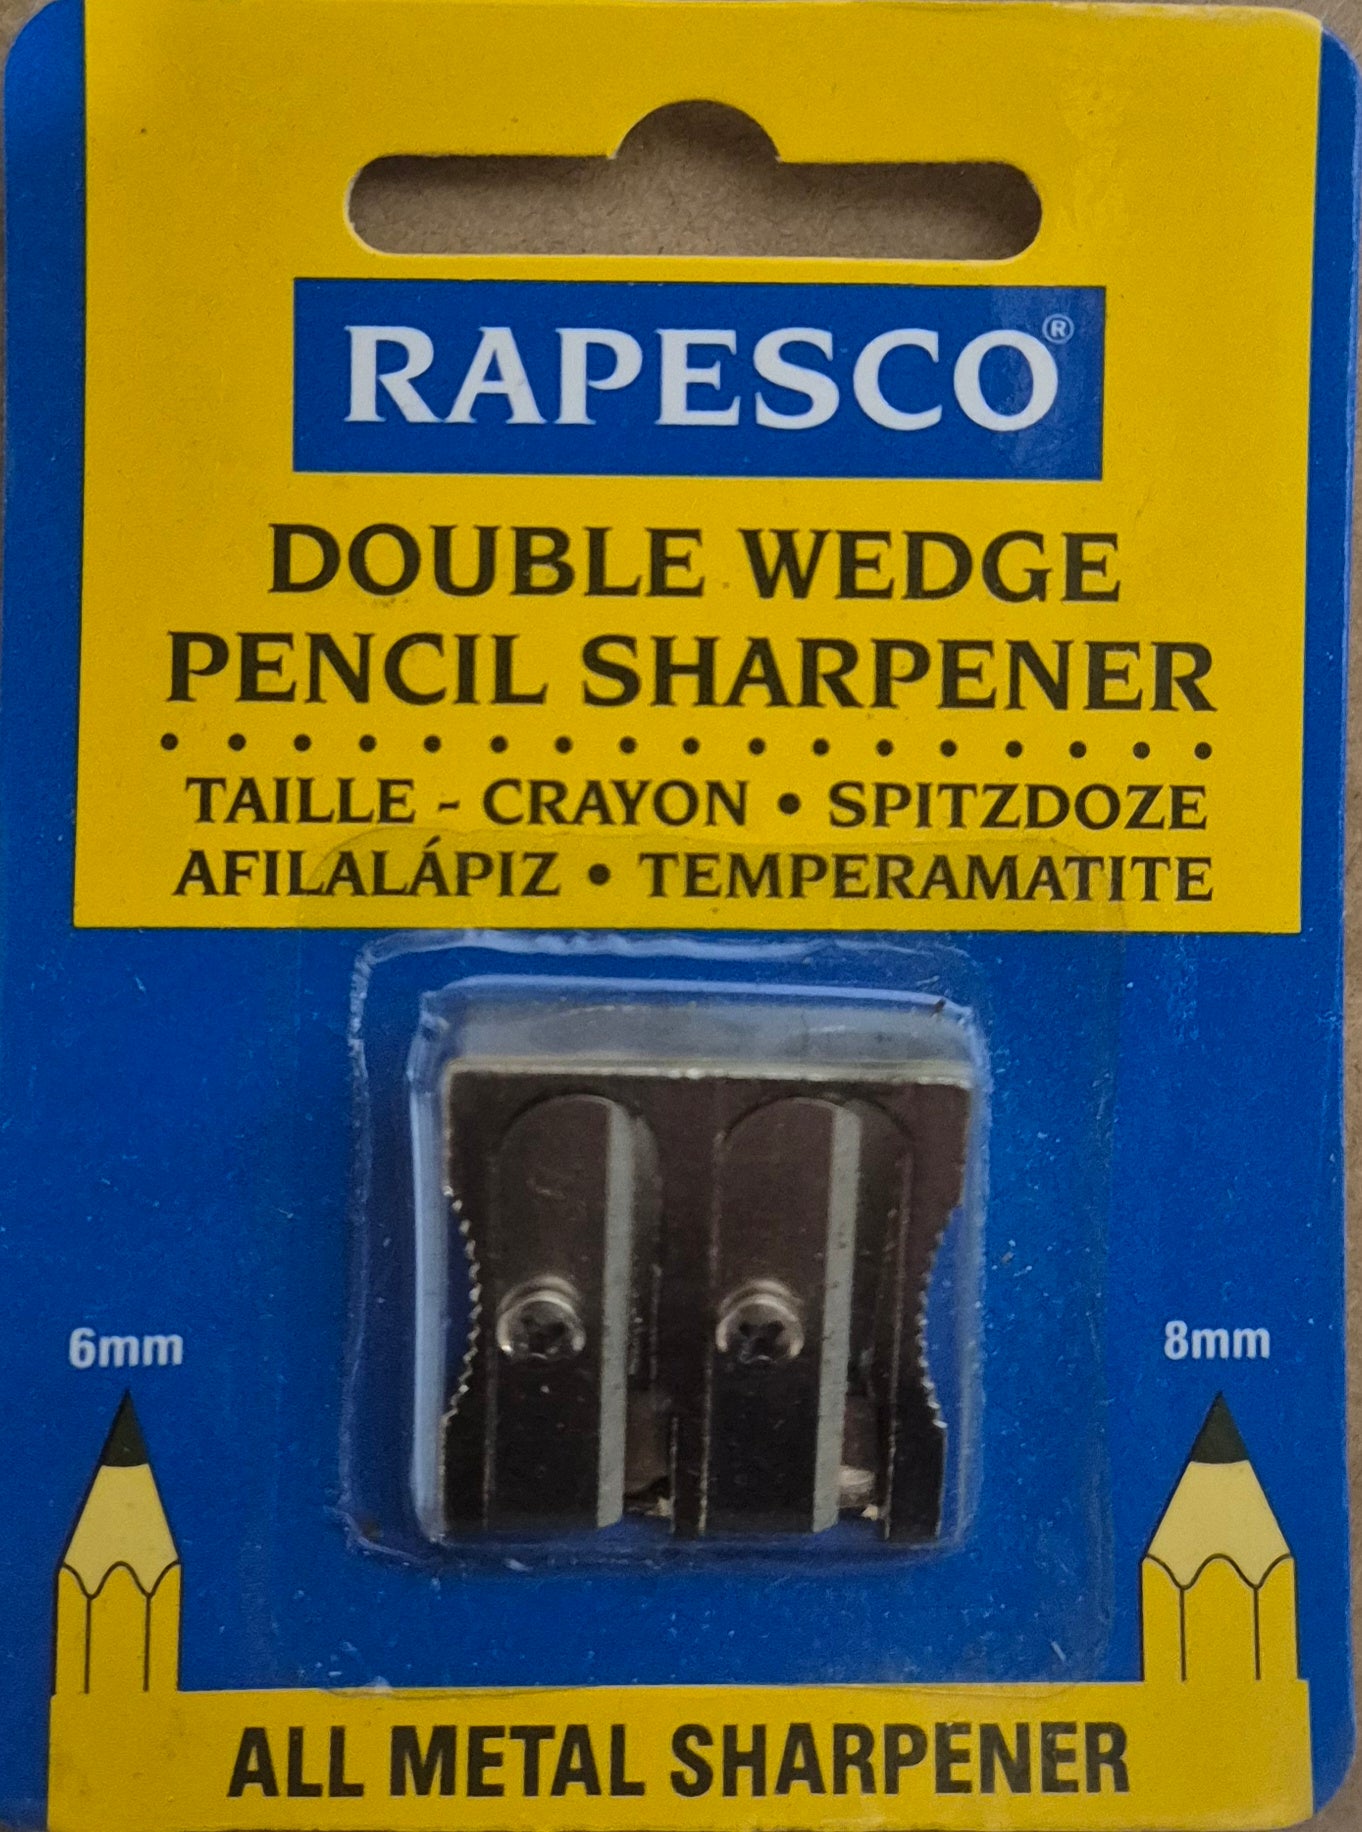 RAPESCO®
DOUBLE WEDGE
PENCIL SHARPENER
TAILLE - CRAYON • SPITZDOZE
AFILALÁPIZ • TEMPERAMATITE
6mm
8mm
ALL METAL SHARPENER